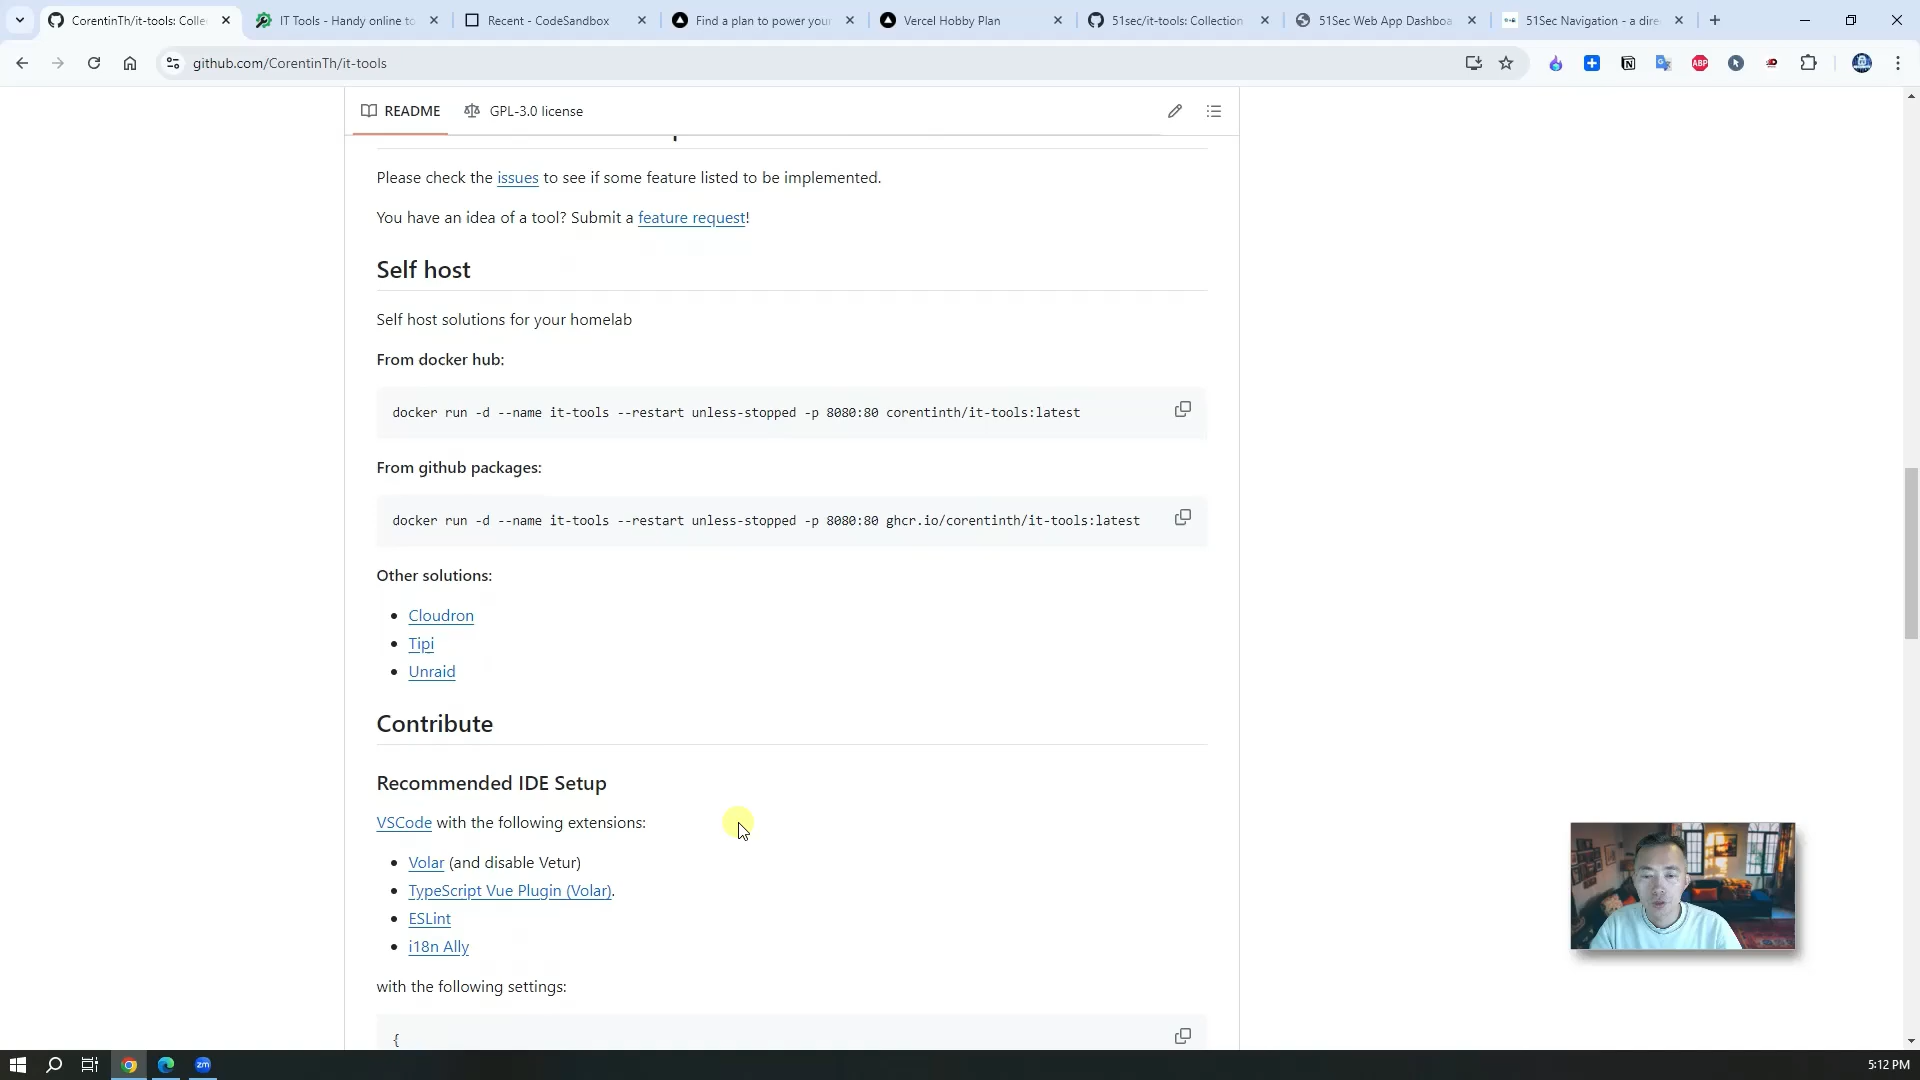 CorentinTh/it-tools: Colle
IT Tools - Handy online to
Recent - CodeSandbox
Find a plan to power your
Vercel Hobby Plan
51sec/it-tools: Collection
51Sec Web App Dashboa
51Sec Navigation - a dire
github.com/CorentinTh/it-tools
ABP
README
GPL-3.0 license
Please check the issues to see if some feature listed to be implemented.
You have an idea of a tool? Submit a feature request!
Self host
Self host solutions for your homelab
From docker hub:
docker run -d --name it-tools --restart unless-stopped -p 8080:80 corentinth/it-tools:latest
From github packages:
docker run -d --name it-tools --restart unless-stopped -p 8080:80 ghcr.io/corentinth/it-tools:latest
Other solutions:
Cloudron
Tipi
Unraid
Contribute
Recommended IDE Setup
VSCode with the following extensions:
Volar (and disable Vetur)
TypeScript Vue Plugin (Volar).
ESLint
i18n Ally
with the following settings:
{
zm
5:12 PM